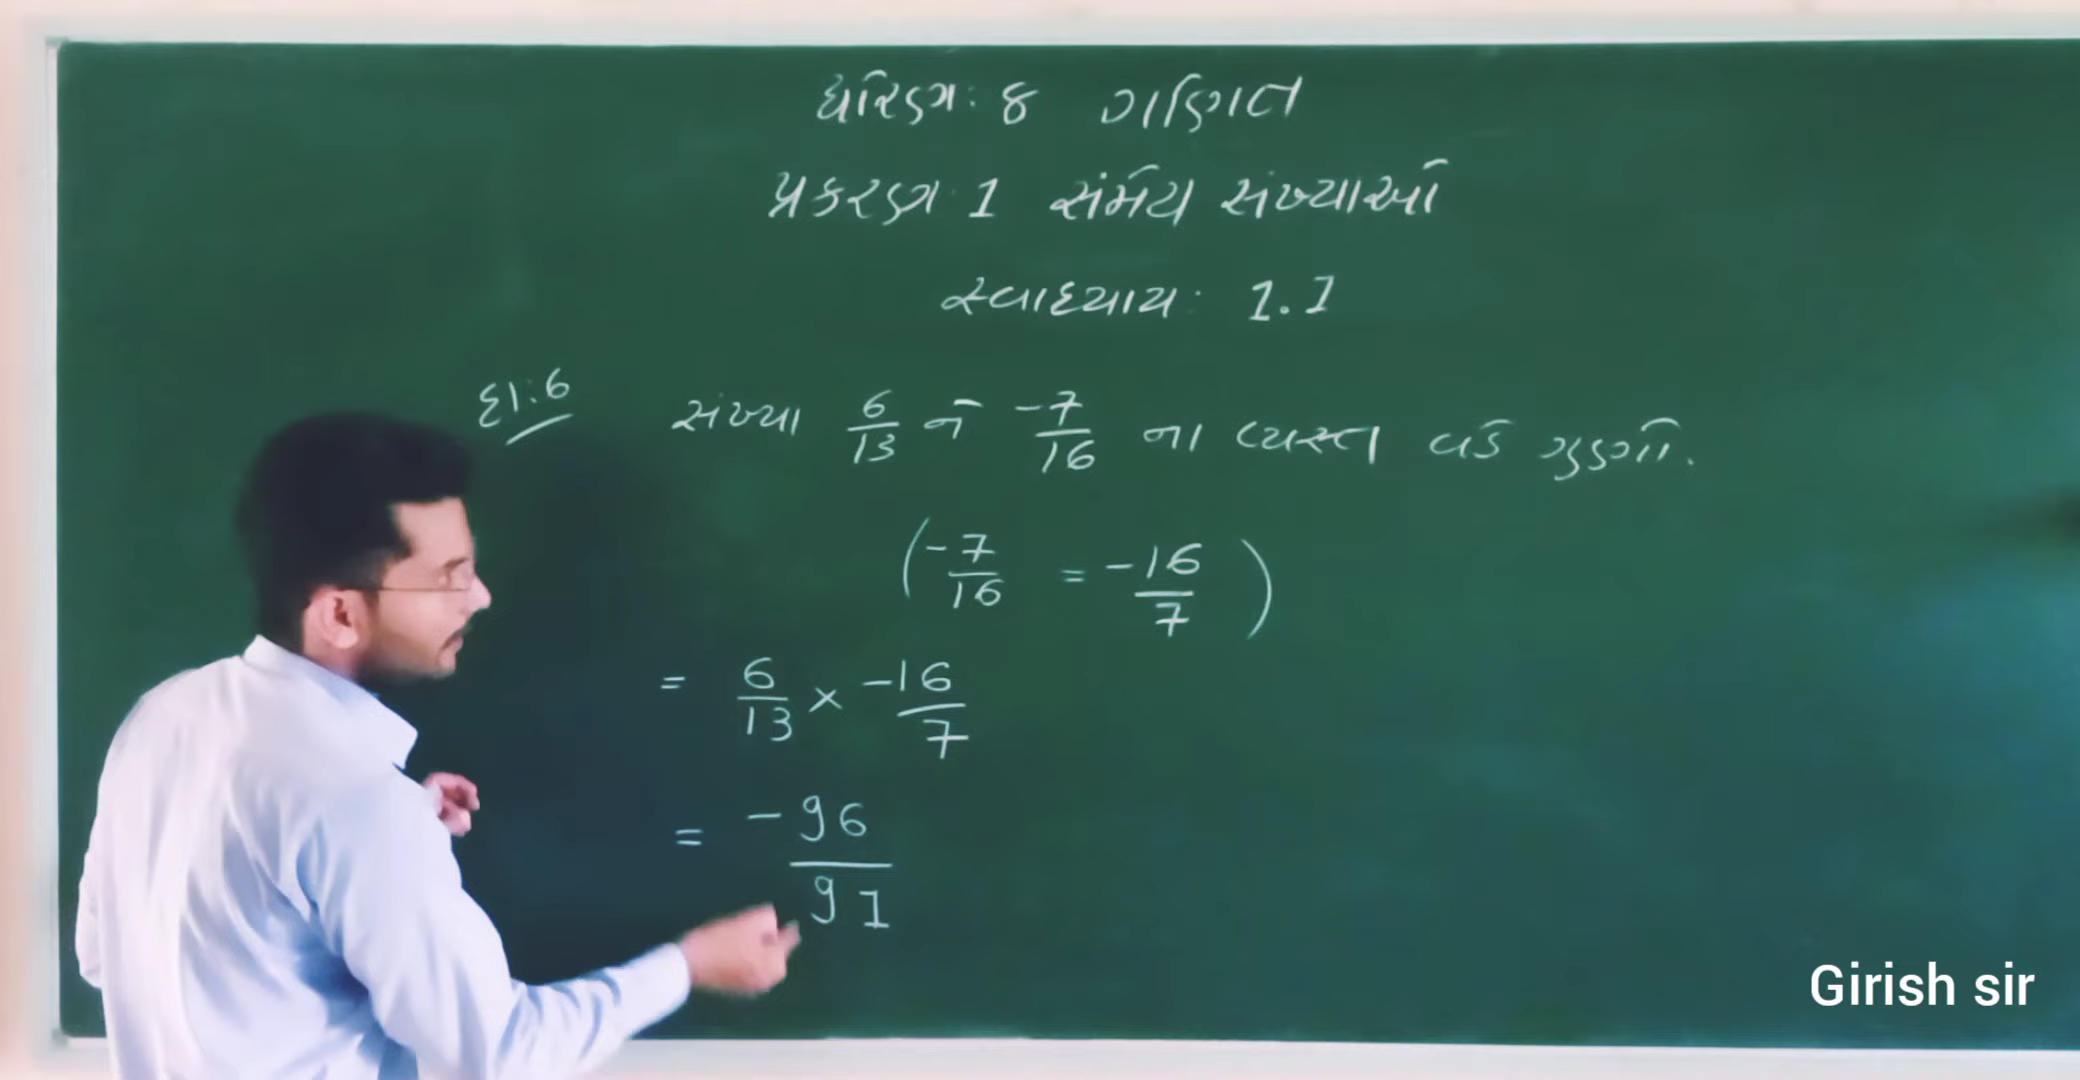 ધોરણ: 8 ગણિત
પ્રકરણ 1 સંમેય સંખ્યાઓ
સ્વાધ્યાય: 1.1
દા:6 સંખ્યા 6/13 ને -7/16 ના વ્યસ્ત વડે ગુણો.
(-7/16 = -16/7)
= 6/13 × -16/7
= -96/91
Girish sir